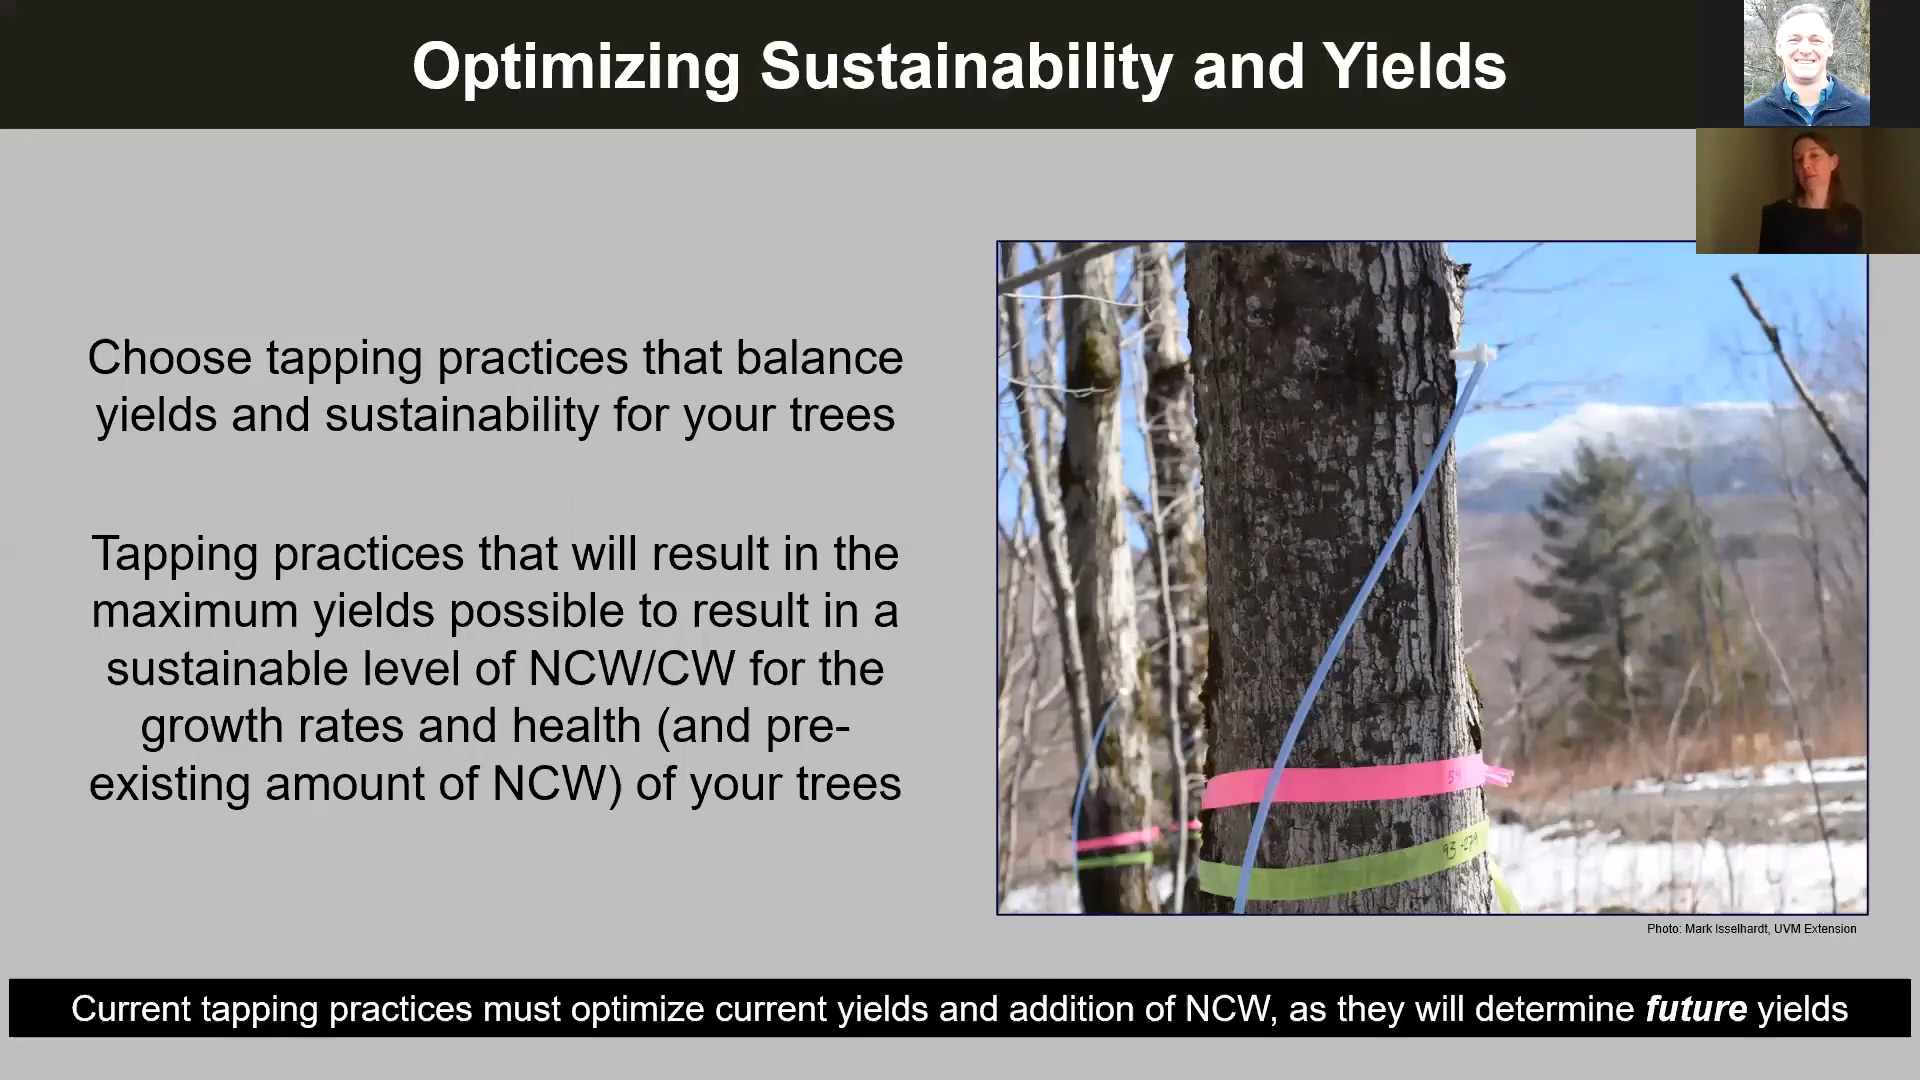 Optimizing Sustainability and Yields
Choose tapping practices that balance
yields and sustainability for your trees
Tapping practices that will result in the
maximum yields possible to result in a
sustainable level of NCW/CW for the
growth rates and health (and pre-
existing amount of NCW) of your trees
54
93-279
Photo: Mark Isselhardt, UVM Extension
Current tapping practices must optimize current yields and addition of NCW, as they will determine future yields